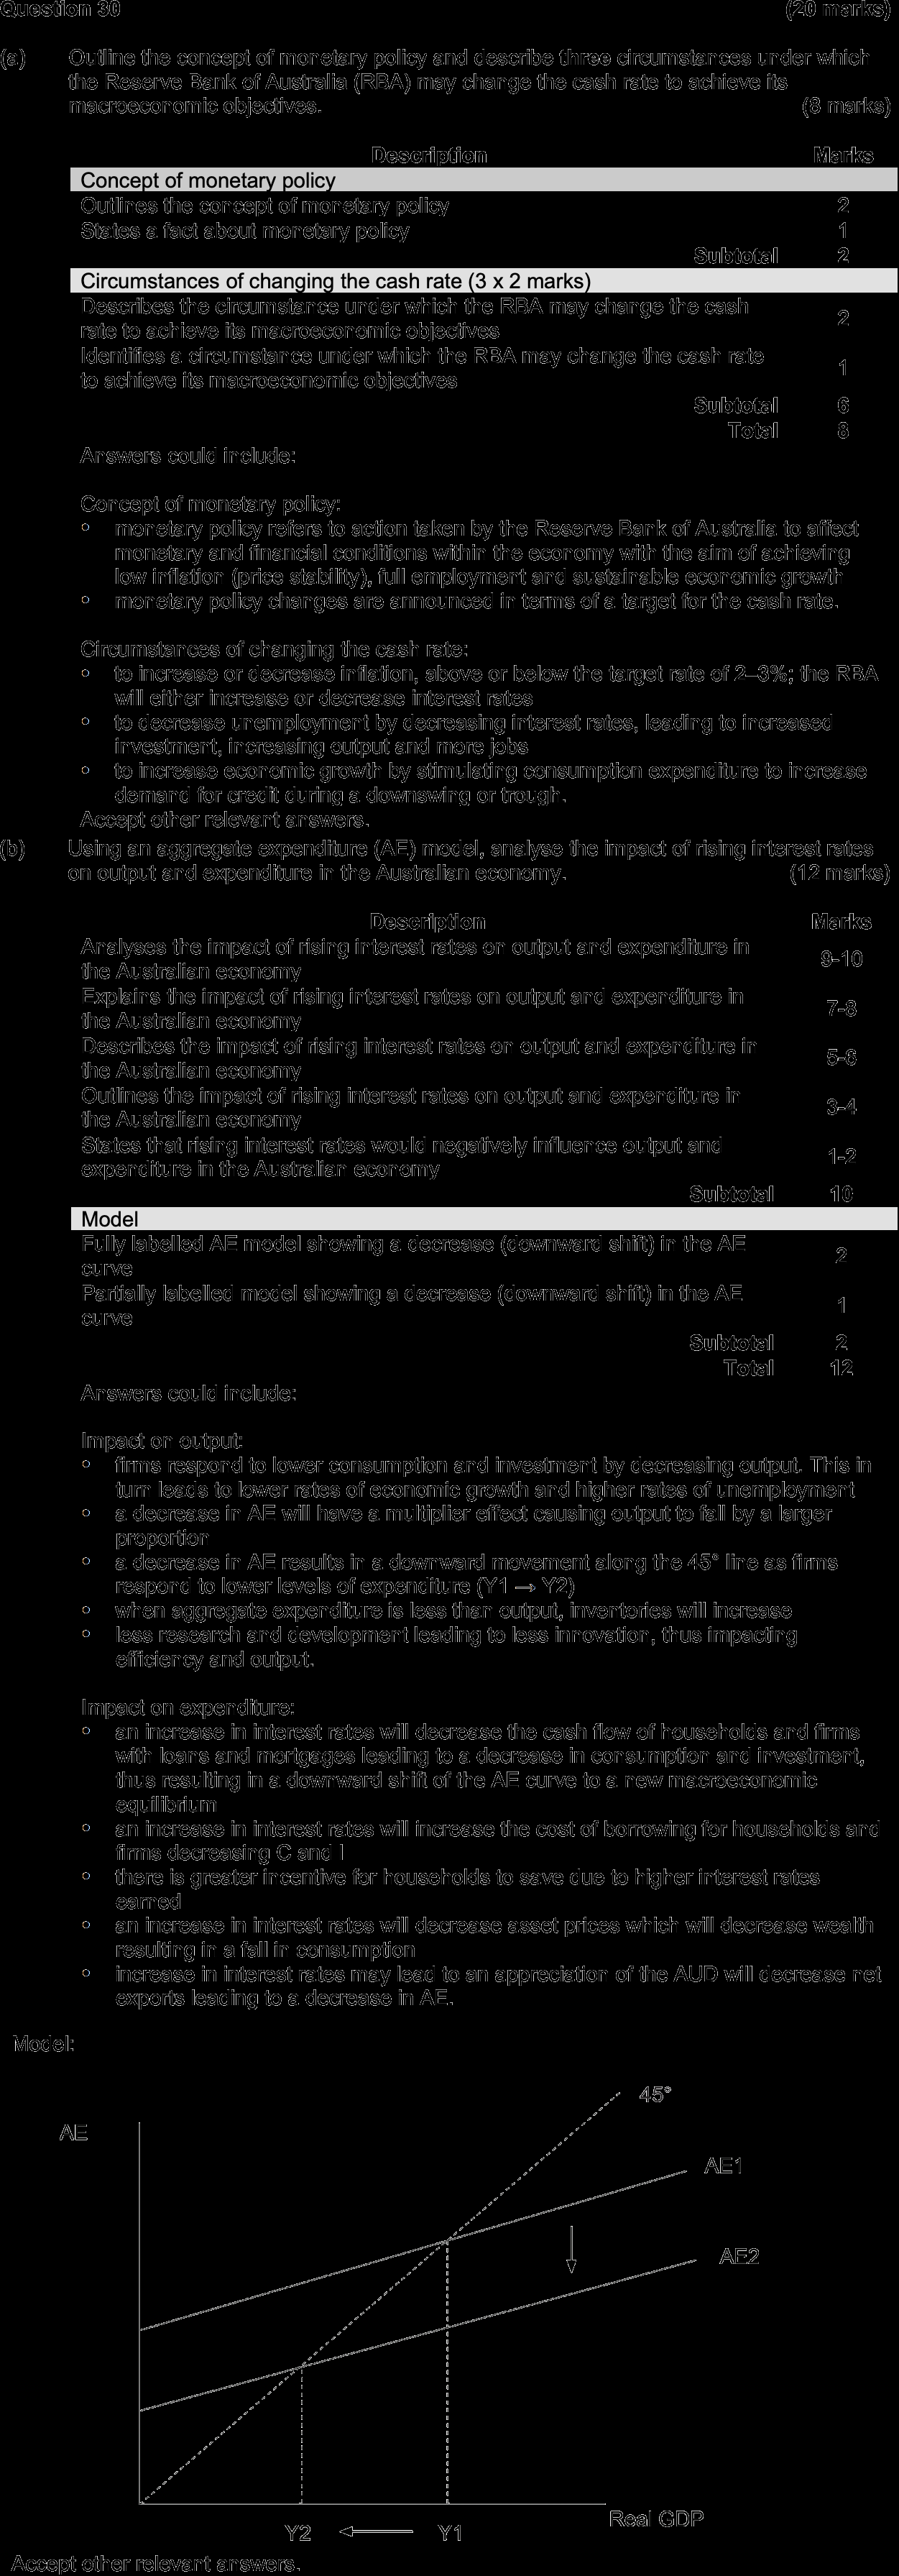 Question 30 (20 marks)
(a) Outline the concept of monetary policy and describe three circumstances under which
the Reserve Bank of Australia (RBA) may change the cash rate to achieve its
macroeconomic objectives. (8 marks)
Description Marks
Concept of monetary policy
Outlines the concept of monetary policy 2
States a fact about monetary policy 1
Subtotal 2
Circumstances of changing the cash rate (3 x 2 marks)
Describes the circumstance under which the RBA may change the cash
rate to achieve its macroeconomic objectives 2
Identifies a circumstance under which the RBA may change the cash rate
to achieve its macroeconomic objectives 1
Subtotal 6
Total 8
Answers could include:
Concept of monetary policy:
• monetary policy refers to action taken by the Reserve Bank of Australia to affect
monetary and financial conditions within the economy with the aim of achieving
low inflation (price stability), full employment and sustainable economic growth
• monetary policy changes are announced in terms of a target for the cash rate.
Circumstances of changing the cash rate:
• to increase or decrease inflation, above or below the target rate of 2–3%; the RBA
will either increase or decrease interest rates
• to decrease unemployment by decreasing interest rates, leading to increased
investment, increasing output and more jobs
• to increase economic growth by stimulating consumption expenditure to increase
demand for credit during a downswing or trough.
Accept other relevant answers.
(b) Using an aggregate expenditure (AE) model, analyse the impact of rising interest rates
on output and expenditure in the Australian economy. (12 marks)
Description Marks
Analyses the impact of rising interest rates on output and expenditure in
the Australian economy 9-10
Explains the impact of rising interest rates on output and expenditure in
the Australian economy 7-8
Describes the impact of rising interest rates on output and expenditure in
the Australian economy 5-6
Outlines the impact of rising interest rates on output and expenditure in
the Australian economy 3-4
States that rising interest rates would negatively influence output and
expenditure in the Australian economy 1-2
Subtotal 10
Model
Fully labelled AE model showing a decrease (downward shift) in the AE
curve 2
Partially labelled model showing a decrease (downward shift) in the AE
curve 1
Subtotal 2
Total 12
Answers could include:
Impact on output:
• firms respond to lower consumption and investment by decreasing output. This in
turn leads to lower rates of economic growth and higher rates of unemployment
• a decrease in AE will have a multiplier effect causing output to fall by a larger
proportion
• a decrease in AE results in a downward movement along the 45° line as firms
respond to lower levels of expenditure (Y1 → Y2)
• when aggregate expenditure is less than output, inventories will increase
• less research and development leading to less innovation, thus impacting
efficiency and output.
Impact on expenditure:
• an increase in interest rates will decrease the cash flow of households and firms
with loans and mortgages leading to a decrease in consumption and investment,
thus resulting in a downward shift of the AE curve to a new macroeconomic
equilibrium
• an increase in interest rates will increase the cost of borrowing for households and
firms decreasing C and I
• there is greater incentive for households to save due to higher interest rates
earned
• an increase in interest rates will decrease asset prices which will decrease wealth
resulting in a fall in consumption
• increase in interest rates may lead to an appreciation of the AUD will decrease net
exports leading to a decrease in AE.
Model:
45°
AE
AE1
AE2
Real GDP
Y2 Y1
Accept other relevant answers.